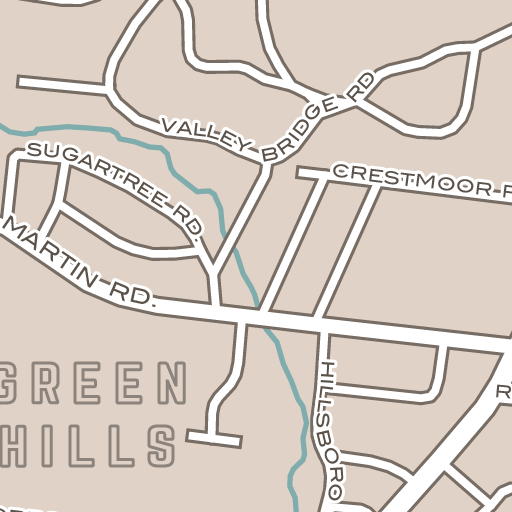 VALLEY BRIDGE RD
SUGARTREE RD.
CRESTMOOR
MARTIN RD.
GREEN
HILLS
HILLSBORO